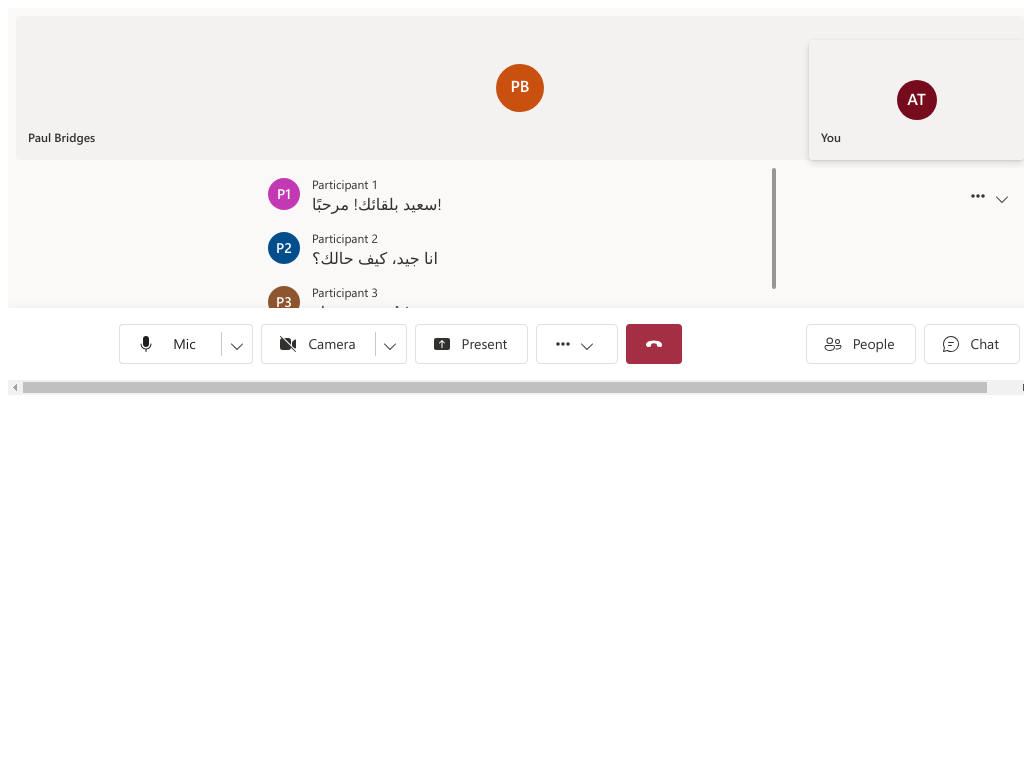 PB
Paul Bridges
AT
You
P1
Participant 1
!سعيد بلقائك! مرحبًا
P2
Participant 2
انا جيد، كيف حالك؟
P3
Participant 3
Mic
Camera
Present
People
Chat